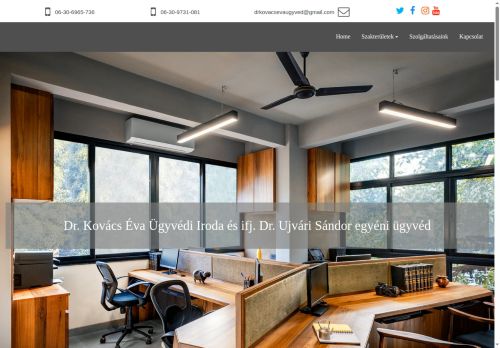 06-30-6965-736
06-30-9731-081
drkovacsevaugyved@gmail.com
Home
Szakterületek
Szolgáltatásaink
Kapcsolat
Dr. Kovács Éva Ügyvédi Iroda és ifj. Dr. Ujvári Sándor egyéni ügyvéd